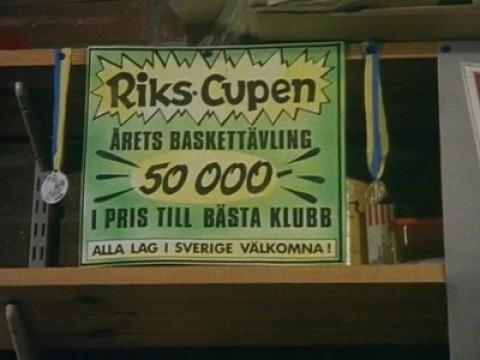 Riks-Cupen
ÅRETS BASKETTÄVLING
50 000-
I PRIS TILL BÄSTA KLUBB
ALLA LAG I SVERIGE VÄLKOMNA!